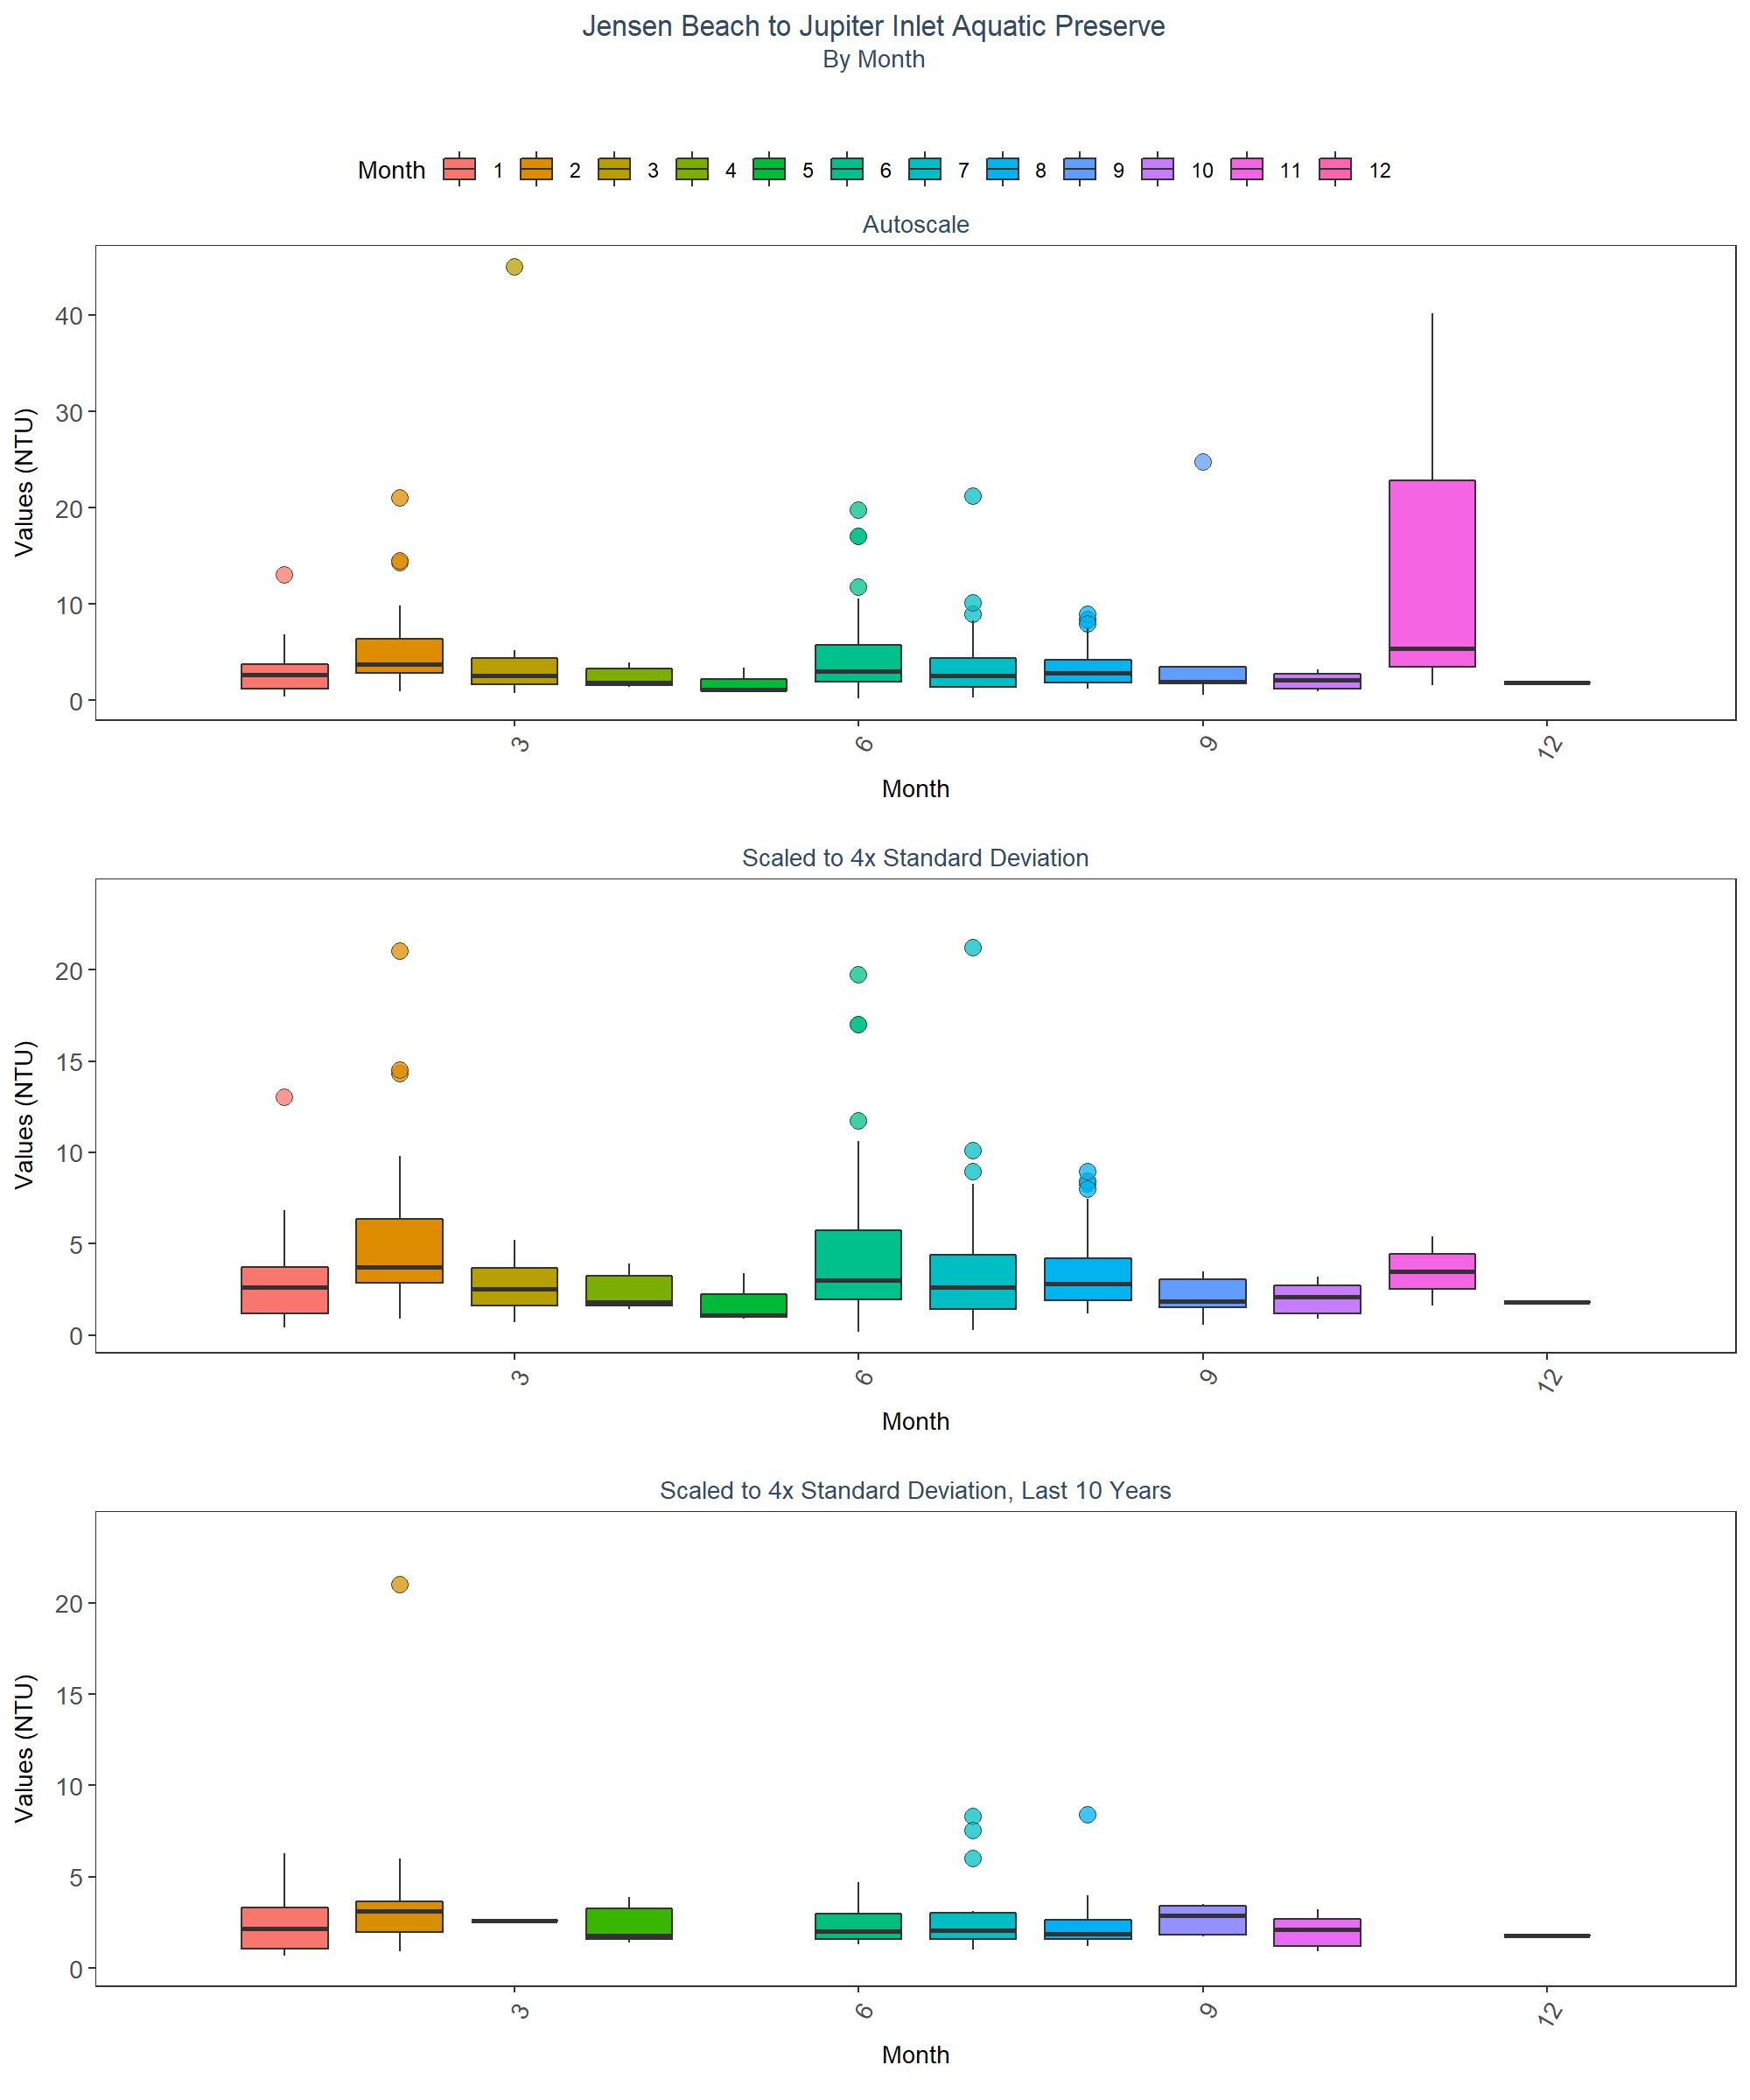 Jensen Beach to Jupiter Inlet Aquatic Preserve
By Month
Month 1 2 3 4 5 6 7 8 9 10 11 12
Autoscale
Values (NTU)
40
30
20
10
0
3 6 9 12
Month
Scaled to 4x Standard Deviation
Values (NTU)
20
15
10
5
0
3 6 9 12
Month
Scaled to 4x Standard Deviation, Last 10 Years
Values (NTU)
20
15
10
5
0
3 6 9 12
Month